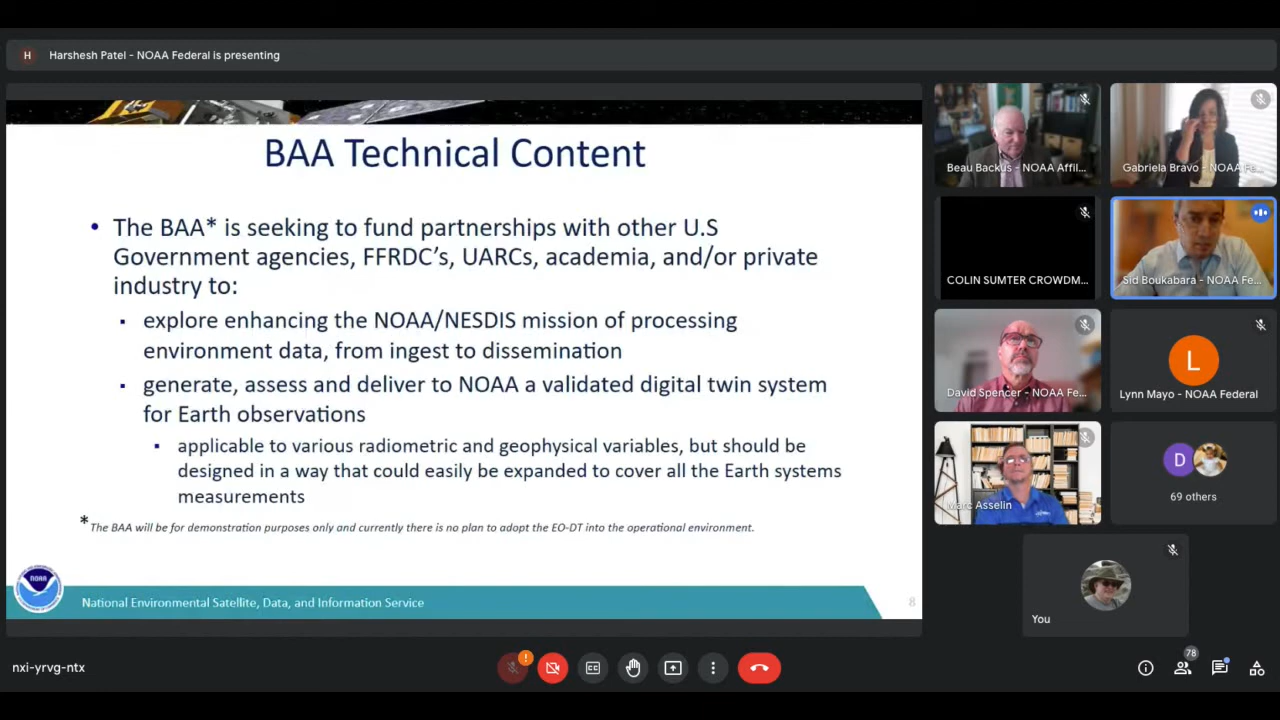 H Harshesh Patel - NOAA Federal is presenting
BAA Technical Content
• The BAA* is seeking to fund partnerships with other U.S
Government agencies, FFRDC's, UARCs, academia, and/or private
industry to:
▪ explore enhancing the NOAA/NESDIS mission of processing
environment data, from ingest to dissemination
▪ generate, assess and deliver to NOAA a validated digital twin system
for Earth observations
▪ applicable to various radiometric and geophysical variables, but should be
designed in a way that could easily be expanded to cover all the Earth systems
measurements
* The BAA will be for demonstration purposes only and currently there is no plan to adopt the EO-DT into the operational environment.
NOAA
National Environmental Satellite, Data, and Information Service
8
Beau Backus - NOAA Affil...
Gabriela Bravo - NOAA Fe...
COLIN SUMTER CROWDM...
Sid Boukabara - NOAA Fe...
David Spencer - NOAA Fe...
L
Lynn Mayo - NOAA Federal
Marc Asselin
D
69 others
You
nxi-yrvg-ntx
!
78